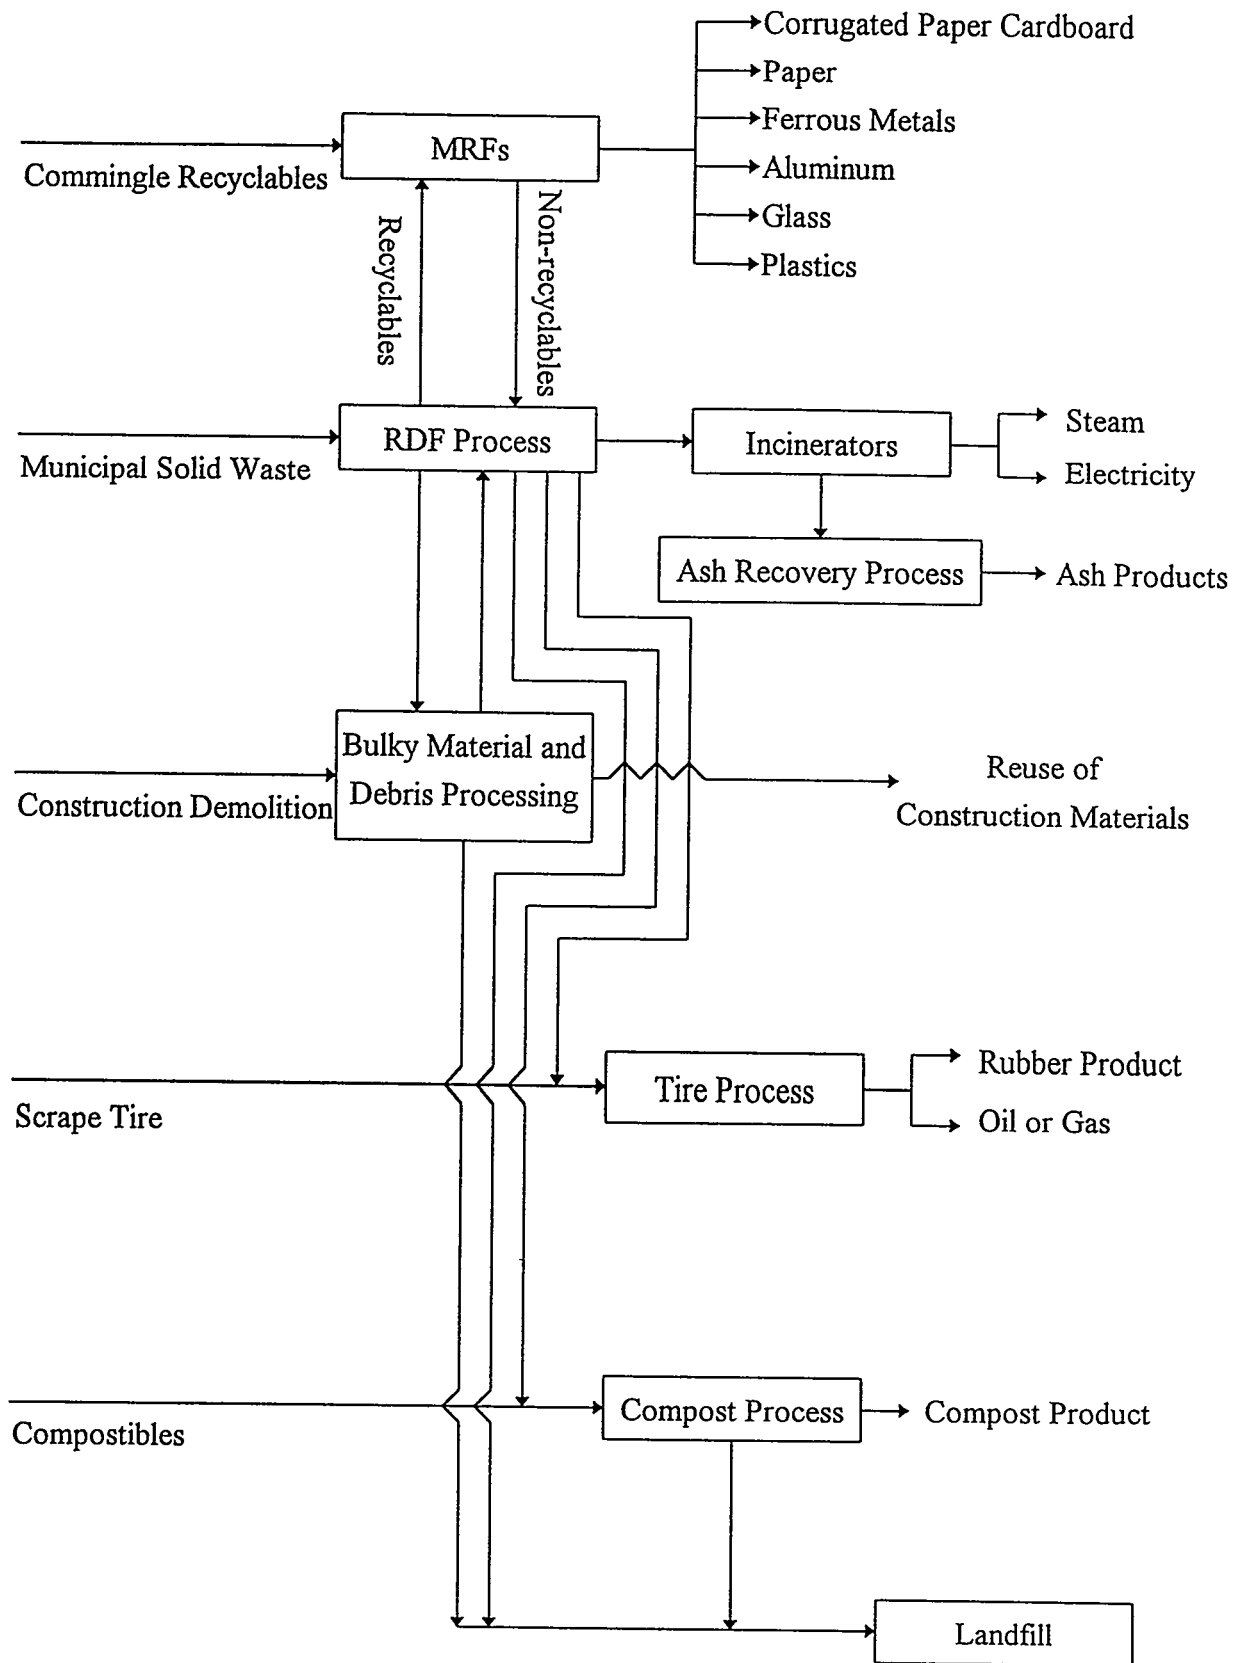 Corrugated Paper Cardboard
Paper
Ferrous Metals
MRFs
Aluminum
Commingle Recyclables
Glass
Plastics
Recyclables
Non-recyclables
Steam
RDF Process
Incinerators
Municipal Solid Waste
Electricity
Ash Recovery Process
Ash Products
Bulky Material and
Debris Processing
Reuse of
Construction Materials
Construction Demolition
Rubber Product
Tire Process
Scrape Tire
Oil or Gas
Compost Process
Compost Product
Compostibles
Landfill